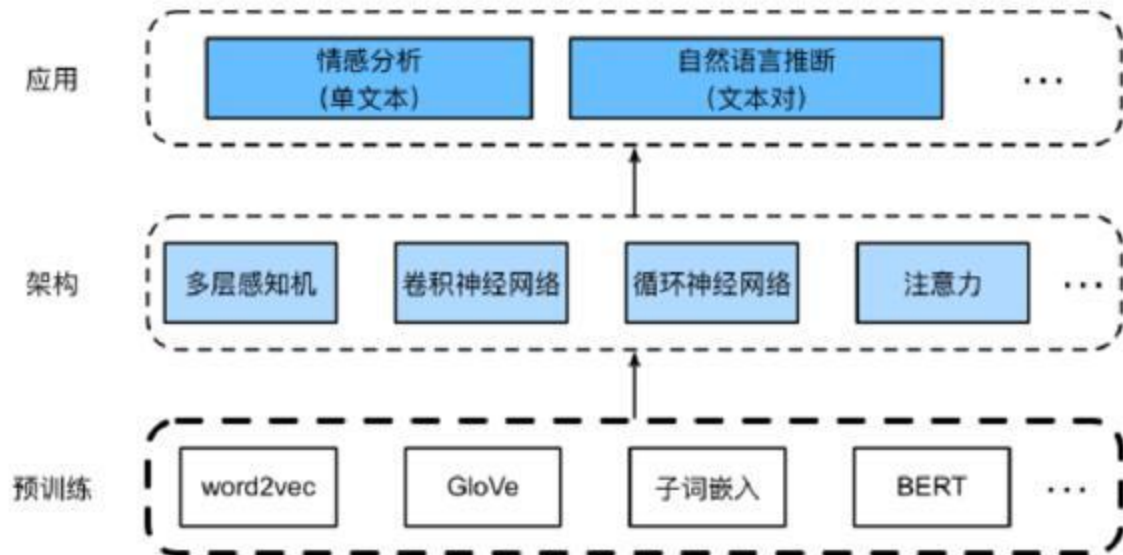 应用
情感分析
(单文本)
自然语言推断
(文本对)
...
架构
多层感知机
卷积神经网络
循环神经网络
注意力
...
预训练
word2vec
GloVe
子词嵌入
BERT
...